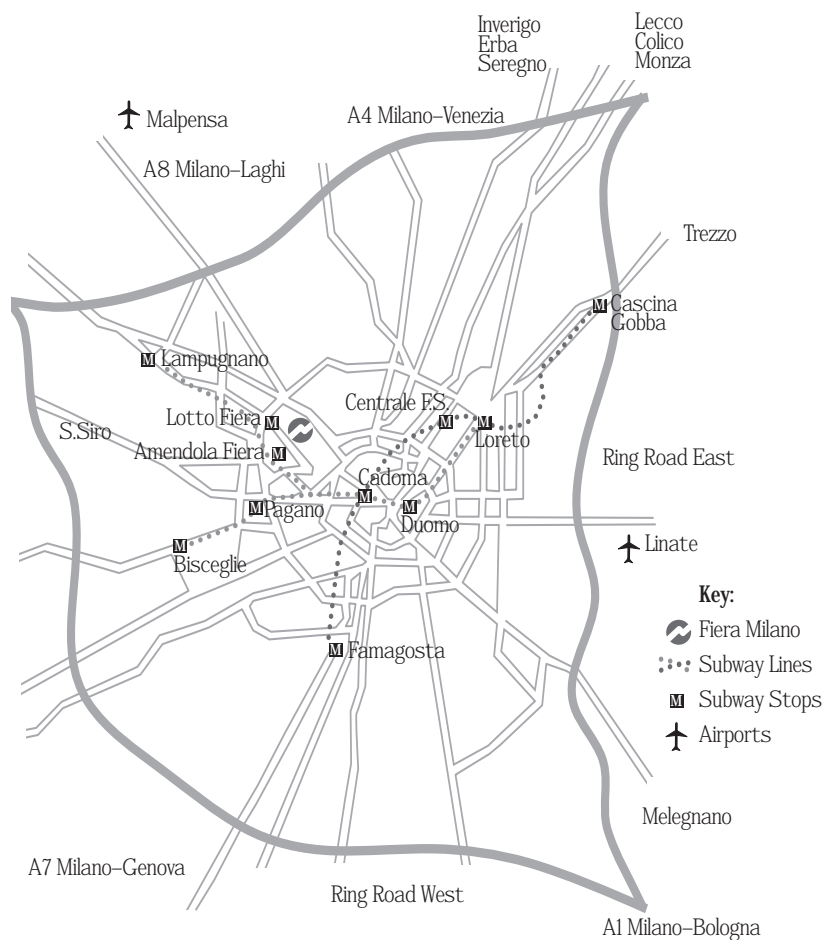 Inverigo
Erba
Seregno
Lecco
Colico
Monza
Malpensa
A4 Milano–Venezia
A8 Milano–Laghi
Trezzo
M
Cascina
Gobba
M Lampugnano
Centrale F.S.
M
Lotto Fiera M
M
Loreto
S.Siro
Amendola Fiera M
Ring Road East
Cadoma
M
M Pagano
M
Duomo
M
Bisceglie
Linate
Key:
Fiera Milano
M Famagosta
Subway Lines
M Subway Stops
Airports
Melegnano
A7 Milano–Genova
Ring Road West
A1 Milano–Bologna